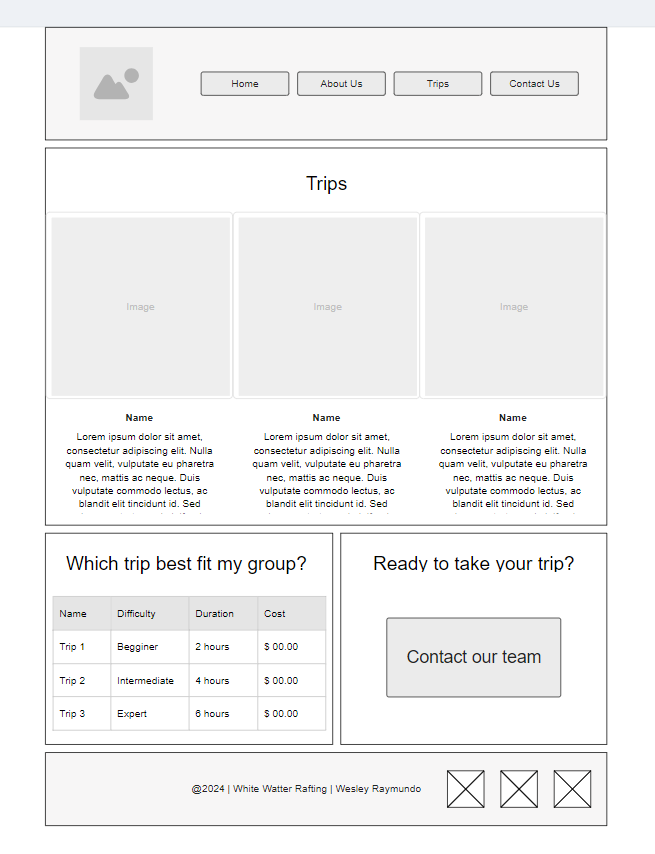 Home About Us Trips Contact Us
Trips
Image Image Image
Name
Lorem ipsum dolor sit amet,
consectetur adipiscing elit. Nulla
quam velit, vulputate eu pharetra
nec, mattis ac neque. Duis
vulputate commodo lectus, ac
blandit elit tincidunt id. Sed
Name
Lorem ipsum dolor sit amet,
consectetur adipiscing elit. Nulla
quam velit, vulputate eu pharetra
nec, mattis ac neque. Duis
vulputate commodo lectus, ac
blandit elit tincidunt id. Sed
Name
Lorem ipsum dolor sit amet,
consectetur adipiscing elit. Nulla
quam velit, vulputate eu pharetra
nec, mattis ac neque. Duis
vulputate commodo lectus, ac
blandit elit tincidunt id. Sed
Which trip best fit my group?
Name Difficulty Duration Cost
Trip 1 Begginer 2 hours $ 00.00
Trip 2 Intermediate 4 hours $ 00.00
Trip 3 Expert 6 hours $ 00.00
Ready to take your trip?
Contact our team
@2024 | White Watter Rafting | Wesley Raymundo